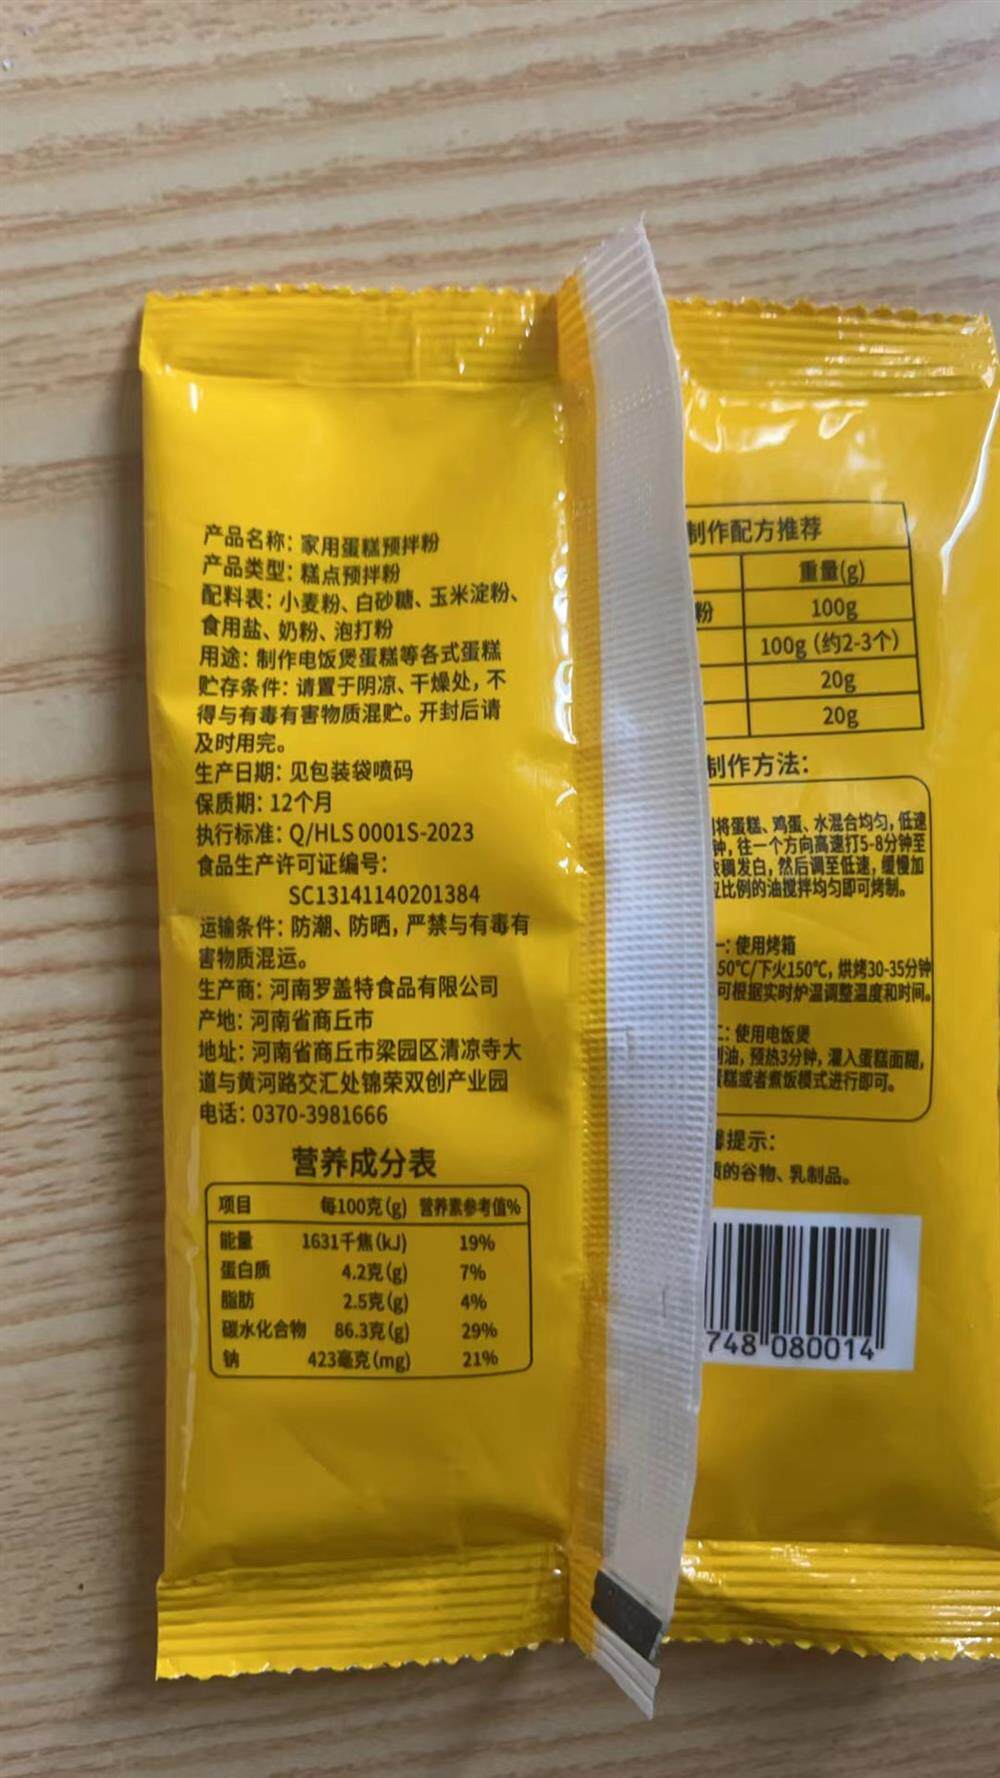 产品名称：家用蛋糕预拌粉
产品类型：糕点预拌粉
配料表：小麦粉、白砂糖、玉米淀粉、
食用盐、奶粉、泡打粉
用途：制作电饭煲蛋糕等各式蛋糕
贮存条件：请置于阴凉、干燥处，不
得与有毒有害物质混贮。开封后请
及时用完。
生产日期：见包装袋喷码
保质期：12个月
执行标准：Q/HLS 0001S-2023
食品生产许可证编号：
SC13141140201384
运输条件：防潮、防晒，严禁与有毒有
害物质混运。
生产商：河南罗盖特食品有限公司
产地：河南省商丘市
地址：河南省商丘市梁园区清凉寺大
道与黄河路交汇处锦荣双创产业园
电话：0370-3981666
营养成分表
项目 每100克(g) 营养素参考值%
能量 1631千焦(kJ) 19%
蛋白质 4.2克(g) 7%
脂肪 2.5克(g) 4%
碳水化合物 86.3克(g) 29%
钠 423毫克(mg) 21%
制作配方推荐
重量(g)
粉 100g
100g（约2-3个）
20g
20g
制作方法：
将蛋糕、鸡蛋、水混合均匀，低速
钟，往一个方向高速打5-8分钟至
稠发白，然后调至低速，缓慢加
比例的油搅拌均匀即可烤制。
一：使用烤箱
50℃/下火150℃，烘烤30-35分钟
可根据实时炉温调整温度和时间。
：使用电饭煲
油，预热3分钟，灌入蛋糕面糊，
糕或者煮饭模式进行即可。
提示：
的谷物、乳制品。
748 080014